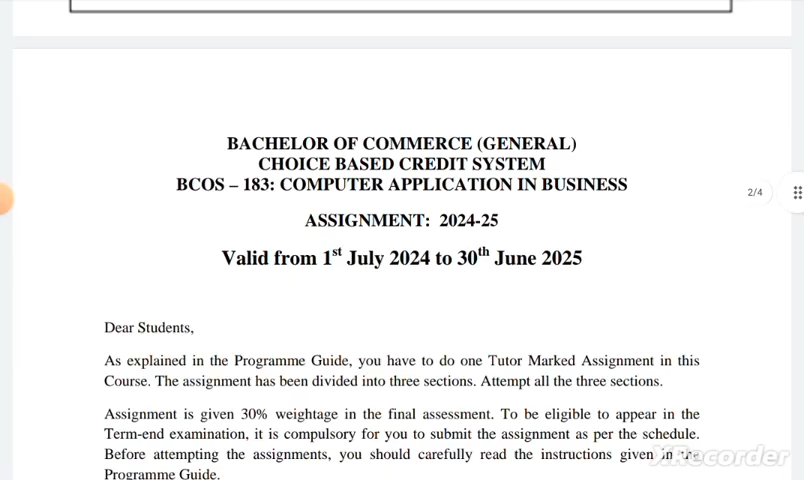 BACHELOR OF COMMERCE (GENERAL)
CHOICE BASED CREDIT SYSTEM
BCOS – 183: COMPUTER APPLICATION IN BUSINESS
2/4
ASSIGNMENT: 2024-25
Valid from 1st July 2024 to 30th June 2025
Dear Students,
As explained in the Programme Guide, you have to do one Tutor Marked Assignment in this
Course. The assignment has been divided into three sections. Attempt all the three sections.
Assignment is given 30% weightage in the final assessment. To be eligible to appear in the
Term-end examination, it is compulsory for you to submit the assignment as per the schedule.
Before attempting the assignments, you should carefully read the instructions given in the
Programme Guide.
XRecorder